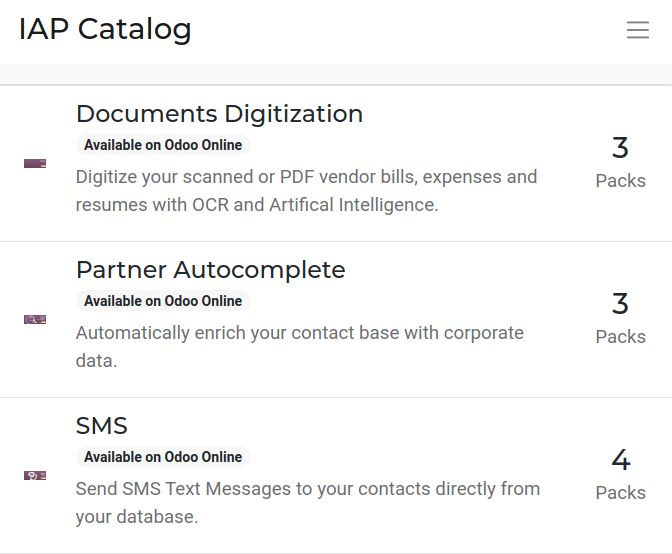 IAP Catalog
Documents Digitization
Available on Odoo Online
Digitize your scanned or PDF vendor bills, expenses and
resumes with OCR and Artifical Intelligence.
3
Packs
Partner Autocomplete
Available on Odoo Online
Automatically enrich your contact base with corporate
data.
3
Packs
SMS
Available on Odoo Online
Send SMS Text Messages to your contacts directly from
your database.
4
Packs